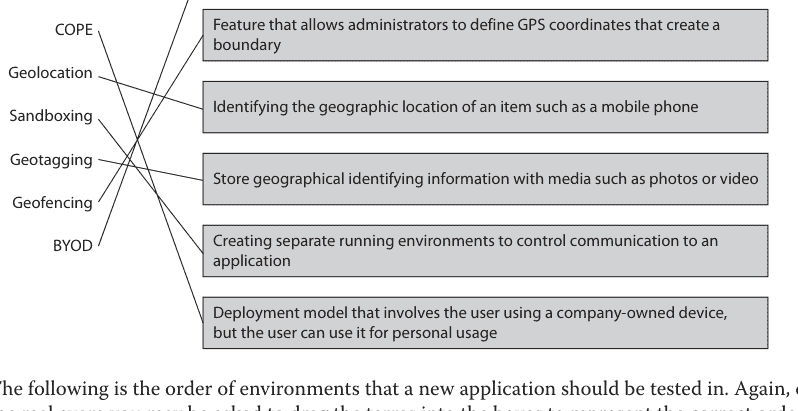 COPE
Geolocation
Sandboxing
Geotagging
Geofencing
BYOD
Feature that allows administrators to define GPS coordinates that create a
boundary
Identifying the geographic location of an item such as a mobile phone
Store geographical identifying information with media such as photos or video
Creating separate running environments to control communication to an
application
Deployment model that involves the user using a company-owned device,
but the user can use it for personal usage
The following is the order of environments that a new application should be tested in. Again,